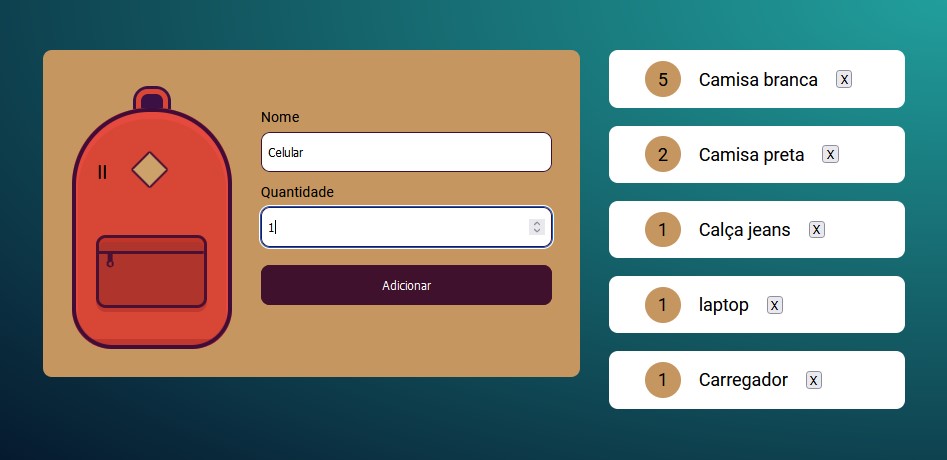 Nome
Celular
Quantidade
1
Adicionar
5 Camisa branca X
2 Camisa preta X
1 Calça jeans X
1 laptop X
1 Carregador X